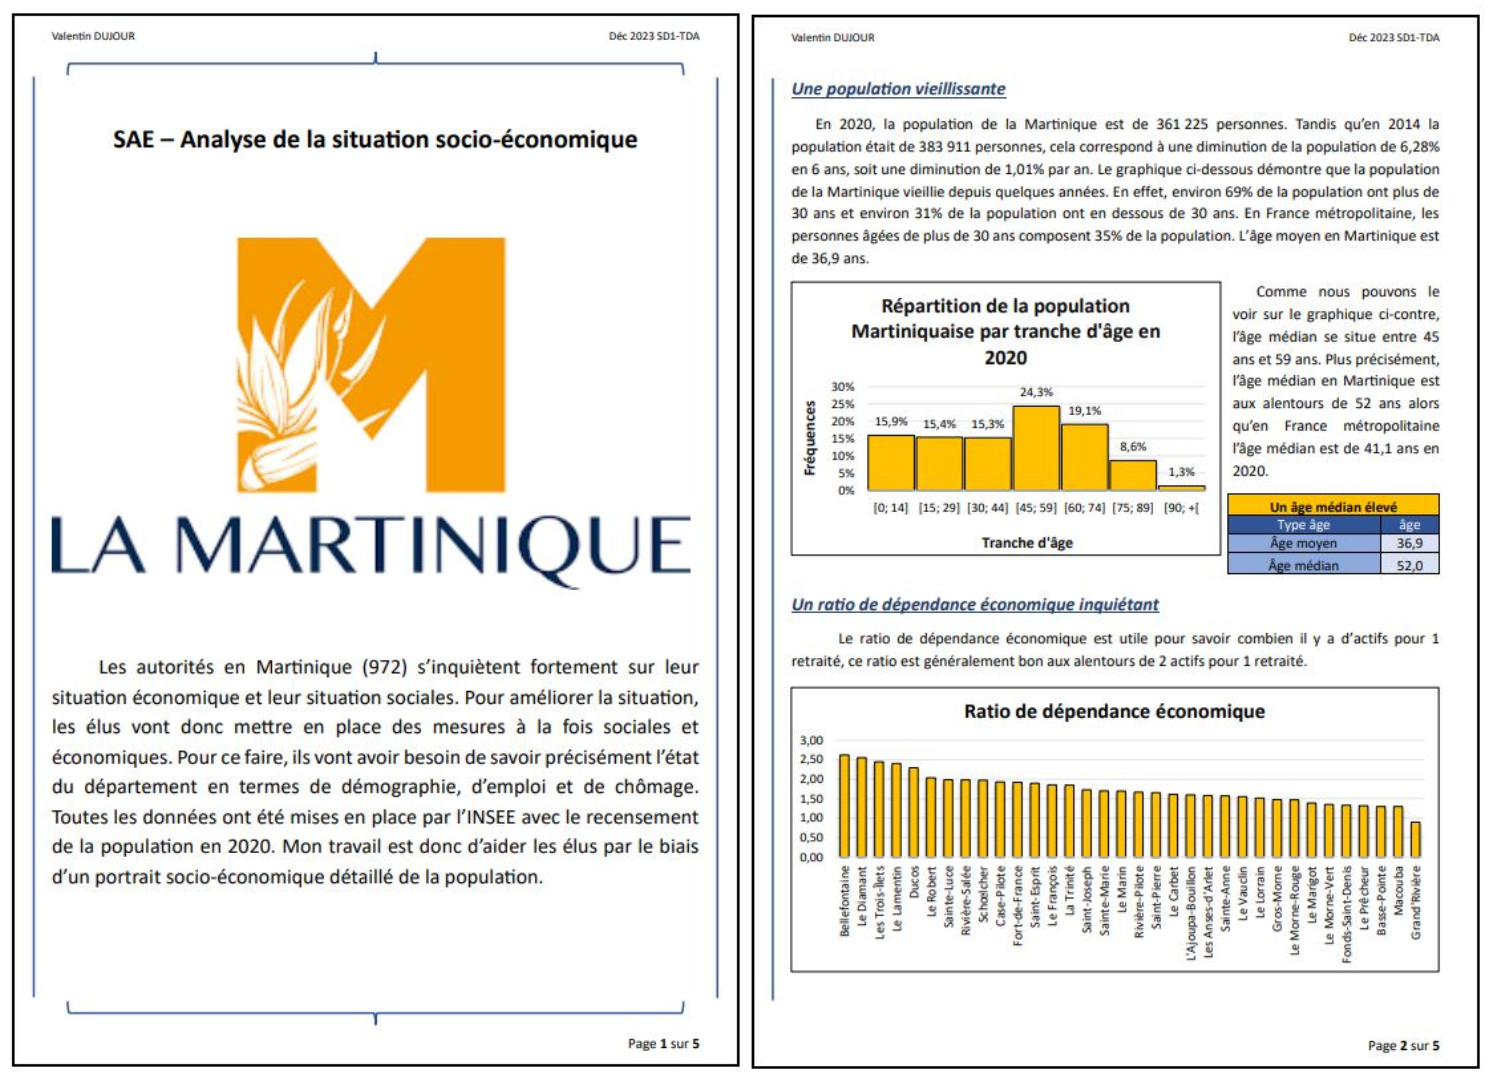 Valentin DUJOUR
Déc 2023 SD1-TDA
SAE – Analyse de la situation socio-économique
LA MARTINIQUE
Les autorités en Martinique (972) s’inquiètent fortement sur leur
situation économique et leur situation sociales. Pour améliorer la situation,
les élus vont donc mettre en place des mesures à la fois sociales et
économiques. Pour ce faire, ils vont avoir besoin de savoir précisément l’état
du département en termes de démographie, d’emploi et de chômage.
Toutes les données ont été mises en place par l’INSEE avec le recensement
de la population en 2020. Mon travail est donc d’aider les élus par le biais
d’un portrait socio-économique détaillé de la population.
Page 1 sur 5
Valentin DUJOUR
Déc 2023 SD1-TDA
Une population vieillissante
En 2020, la population de la Martinique est de 361 225 personnes. Tandis qu’en 2014 la
population était de 383 911 personnes, cela correspond à une diminution de la population de 6,28%
en 6 ans, soit une diminution de 1,01% par an. Le graphique ci-dessous démontre que la population
de la Martinique vieillie depuis quelques années. En effet, environ 69% de la population ont plus de
30 ans et environ 31% de la population ont en dessous de 30 ans. En France métropolitaine, les
personnes âgées de plus de 30 ans composent 35% de la population. L’âge moyen en Martinique est
de 36,9 ans.
Répartition de la population
Martiniquaise par tranche d'âge en
2020
Fréquences
30%
25%
20%
15%
10%
5%
0%
15,9%
15,4%
15,3%
24,3%
19,1%
8,6%
1,3%
[0; 14] [15; 29] [30; 44] [45; 59] [60; 74] [75; 89] [90; +[
Tranche d'âge
Comme nous pouvons le
voir sur le graphique ci-contre,
l’âge médian se situe entre 45
ans et 59 ans. Plus précisément,
l’âge médian en Martinique est
aux alentours de 52 ans alors
qu’en France métropolitaine
l’âge médian est de 41,1 ans en
2020.
Un âge médian élevé
Type âge âge
Âge moyen 36,9
Âge médian 52,0
Un ratio de dépendance économique inquiétant
Le ratio de dépendance économique est utile pour savoir combien il y a d’actifs pour 1
retraité, ce ratio est généralement bon aux alentours de 2 actifs pour 1 retraité.
Ratio de dépendance économique
3,00
2,50
2,00
1,50
1,00
0,50
0,00
Bellefontaine
Le Diamant
Les Trois-Îlets
Le Lamentin
Ducos
Le Robert
Sainte-Luce
Rivière-Salée
Schœlcher
Case-Pilote
Fort-de-France
Saint-Esprit
Le François
La Trinité
Saint-Joseph
Sainte-Marie
Le Marin
Rivière-Pilote
Saint-Pierre
Le Carbet
L'Ajoupa-Bouillon
Les Anses-d'Arlet
Sainte-Anne
Le Vauclin
Le Lorrain
Gros-Morne
Le Morne-Rouge
Le Marigot
Le Morne-Vert
Fonds-Saint-Denis
Le Prêcheur
Basse-Pointe
Macouba
Grand'Rivière
Page 2 sur 5